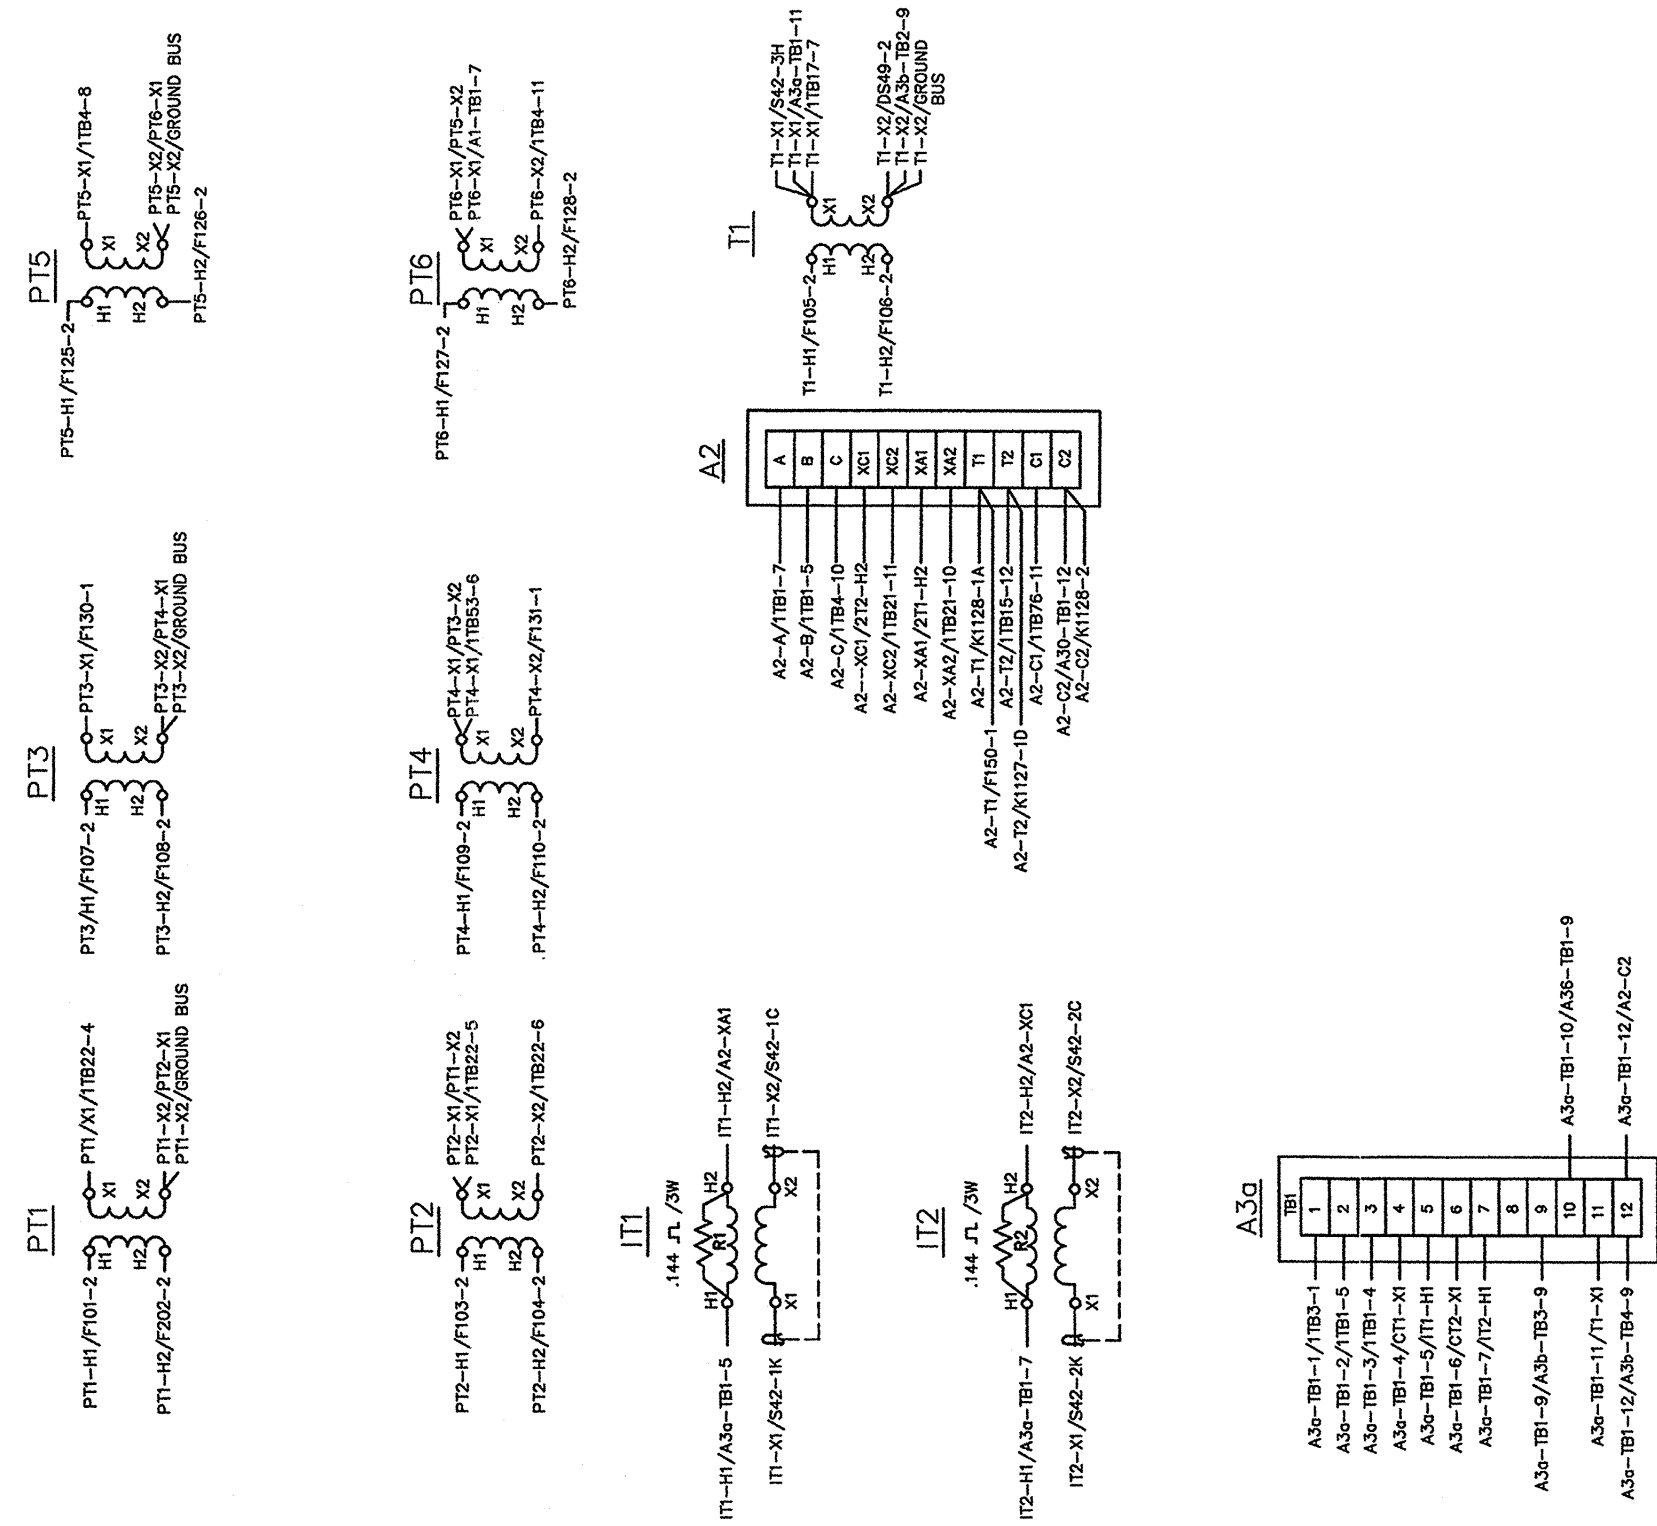 PT1
PT1-H1/F101-2
H1
X1
PT1/X1/1TB22-4
PT1-H2/F202-2
H2
X2
PT1-X2/PT2-X1
PT1-X2/GROUND BUS
PT3
PT3/H1/F107-2
H1
X1
PT3-X1/F130-1
PT3-H2/F108-2
H2
X2
PT3-X2/PT4-X1
PT3-X2/GROUND BUS
PT5
PT5-H1/F125-2
H1
X1
PT5-X1/1TB4-8
H2
X2
PT5-X2/PT6-X1
PT5-X2/GROUND BUS
PT5-H2/F126-2
PT2
PT2-H1/F103-2
H1
X1
PT2-X1/PT1-X2
PT2-X1/1TB22-5
PT2-H2/F104-2
H2
X2
PT2-X2/1TB22-6
PT4
PT4-H1/F109-2
H1
X1
PT4-X1/PT3-X2
PT4-X1/1TB53-6
PT4-H2/F110-2
H2
X2
PT4-X2/F131-1
PT6
PT6-H1/F127-2
H1
X1
PT6-X1/PT5-X2
PT6-X1/A1-TB1-7
H2
X2
PT6-X2/1TB4-11
PT6-H2/F128-2
IT1
.144 Ω /3W
IT1-H1/A3a-TB1-5
H1
R1
H2
IT1-H2/A2-XA1
IT1-X1/S42-1K
X1
X2
IT1-X2/S42-1C
A2
A2-A/1TB1-7
A
A2-B/1TB1-5
B
A2-C/1TB4-10
C
A2--XC1/2T2-H2
XC1
A2-XC2/1TB21-11
XC2
A2-XA1/2T1-H2
XA1
A2-XA2/1TB21-10
XA2
A2-T1/K1128-1A
T1
A2-T1/F150-1
A2-T2/1TB15-12
T2
A2-T2/K1127-1D
A2-C1/1TB76-11
C1
A2-C2/A30-TB1-12
C2
A2-C2/K1128-2
T1
T1-H1/F105-2
H1
X1
T1-X1/S42-3H
T1-X1/A3a-TB1-11
T1-X1/1TB17-7
T1-H2/F106-2
H2
X2
T1-X2/DS49-2
T1-X2/A3b-TB2-9
T1-X2/GROUND
BUS
IT2
.144 Ω /3W
IT2-H1/A3a-TB1-7
H1
R2
H2
IT2-H2/A2-XC1
IT2-X1/S42-2K
X1
X2
IT2-X2/S42-2C
A3a
TB1
A3a-TB1-1/1TB3-1
1
A3a-TB1-2/1TB1-5
2
A3a-TB1-3/1TB1-4
3
A3a-TB1-4/CT1-X1
4
A3a-TB1-5/IT1-H1
5
A3a-TB1-6/CT2-X1
6
A3a-TB1-7/IT2-H1
7
8
A3a-TB1-9/A3b-TB3-9
9
10
A3a-TB1-10/A36-TB1-9
A3a-TB1-11/T1-X1
11
A3a-TB1-12/A3b-TB4-9
12
A3a-TB1-12/A2-C2